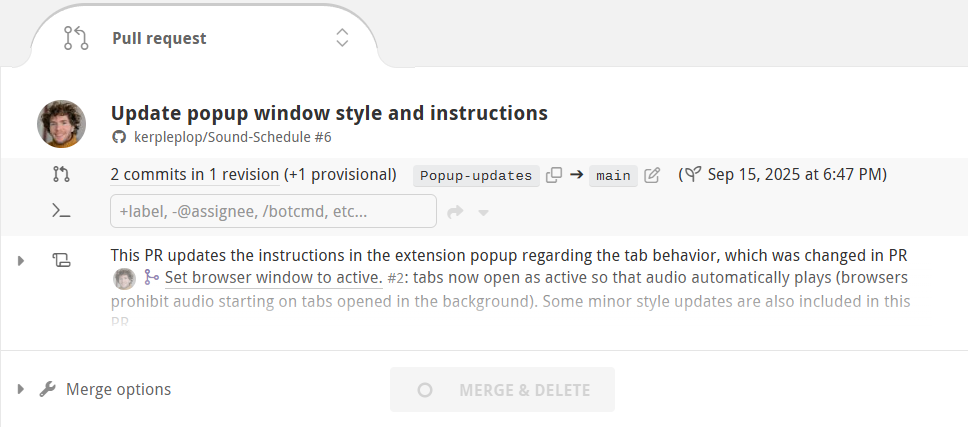 Pull request
Update popup window style and instructions
kerpleplop/Sound-Schedule #6
2 commits in 1 revision (+1 provisional) Popup-updates → main (Sep 15, 2025 at 6:47 PM)
+label, -@assignee, /botcmd, etc...
This PR updates the instructions in the extension popup regarding the tab behavior, which was changed in PR
Set browser window to active. #2: tabs now open as active so that audio automatically plays (browsers
prohibit audio starting on tabs opened in the background). Some minor style updates are also included in this
PR
Merge options MERGE & DELETE